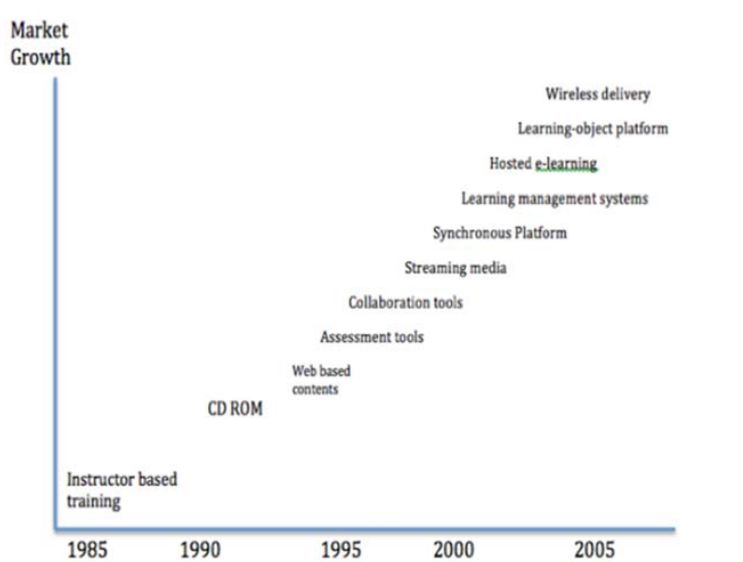 Market
Growth
Wireless delivery
Learning-object platform
Hosted e-learning
Learning management systems
Synchronous Platform
Streaming media
Collaboration tools
Assessment tools
Web based
contents
CD ROM
Instructor based
training
1985 1990 1995 2000 2005